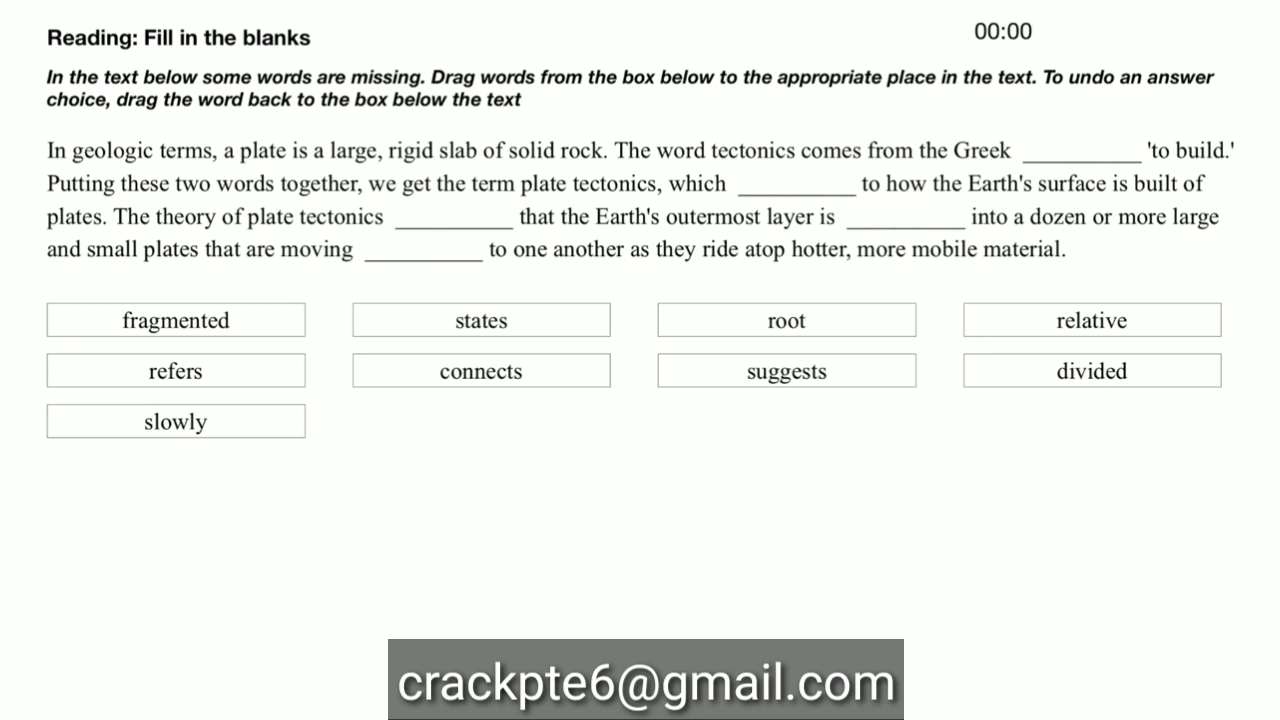 Reading: Fill in the blanks
00:00
In the text below some words are missing. Drag words from the box below to the appropriate place in the text. To undo an answer
choice, drag the word back to the box below the text
In geologic terms, a plate is a large, rigid slab of solid rock. The word tectonics comes from the Greek __________ 'to build.'
Putting these two words together, we get the term plate tectonics, which __________ to how the Earth's surface is built of
plates. The theory of plate tectonics __________ that the Earth's outermost layer is __________ into a dozen or more large
and small plates that are moving __________ to one another as they ride atop hotter, more mobile material.
fragmented states root relative
refers connects suggests divided
slowly
crackpte6@gmail.com